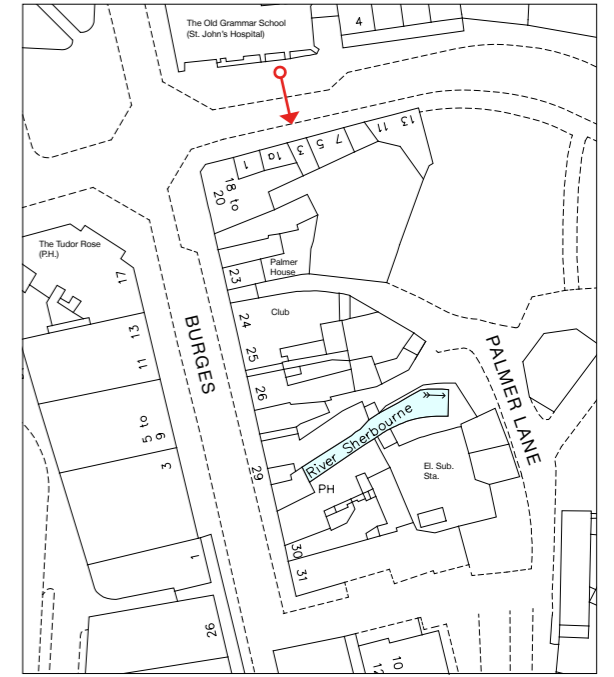 The Old Grammar School
(St. John's Hospital)
4
13
11
7
5
3
1a
1
18 to
20
The Tudor Rose
(P.H.)
17
Palmer
House
23
Club
24
13
BURGES
PALMER LANE
11
25
26
5 to
9
River Sherbourne
3
29
El. Sub.
Sta.
PH
1
30
31
26
10
12